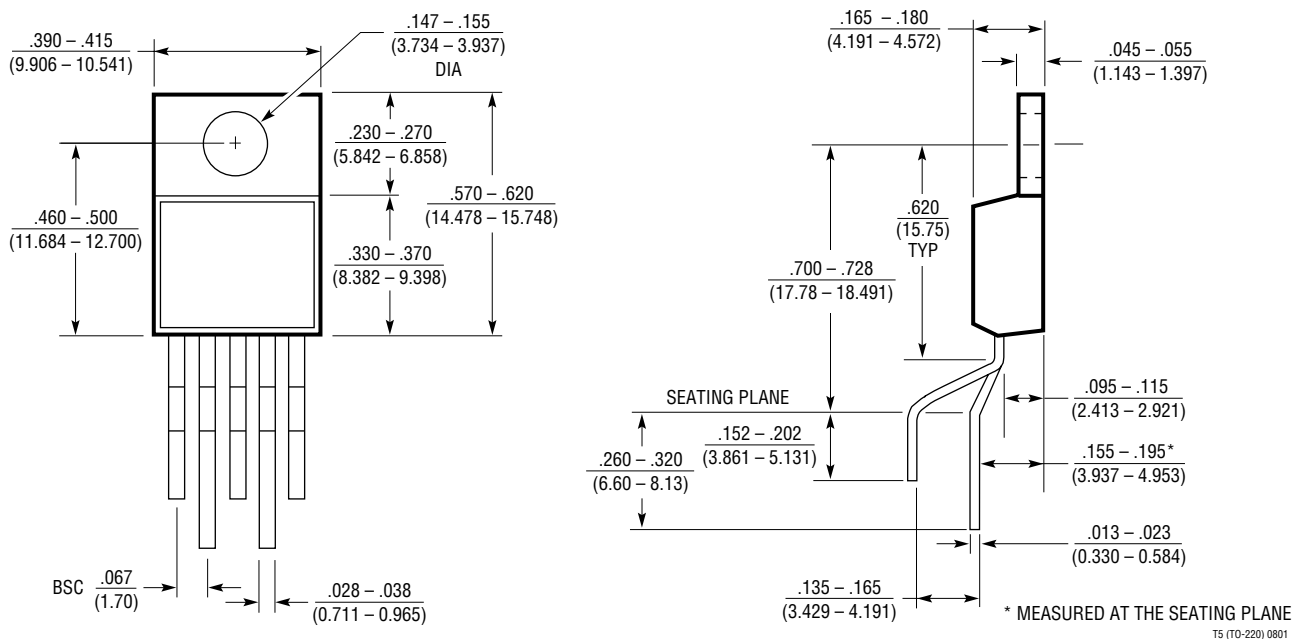 .390 – .415
(9.906 – 10.541)
.147 – .155
(3.734 – 3.937)
DIA
.230 – .270
(5.842 – 6.858)
.460 – .500
(11.684 – 12.700)
.570 – .620
(14.478 – 15.748)
.330 – .370
(8.382 – 9.398)
BSC
.067
(1.70)
.028 – .038
(0.711 – 0.965)
.165 – .180
(4.191 – 4.572)
.045 – .055
(1.143 – 1.397)
.620
(15.75)
TYP
.700 – .728
(17.78 – 18.491)
SEATING PLANE
.152 – .202
(3.861 – 5.131)
.260 – .320
(6.60 – 8.13)
.095 – .115
(2.413 – 2.921)
.155 – .195*
(3.937 – 4.953)
.013 – .023
(0.330 – 0.584)
.135 – .165
(3.429 – 4.191)
* MEASURED AT THE SEATING PLANE
T5 (TO-220) 0801